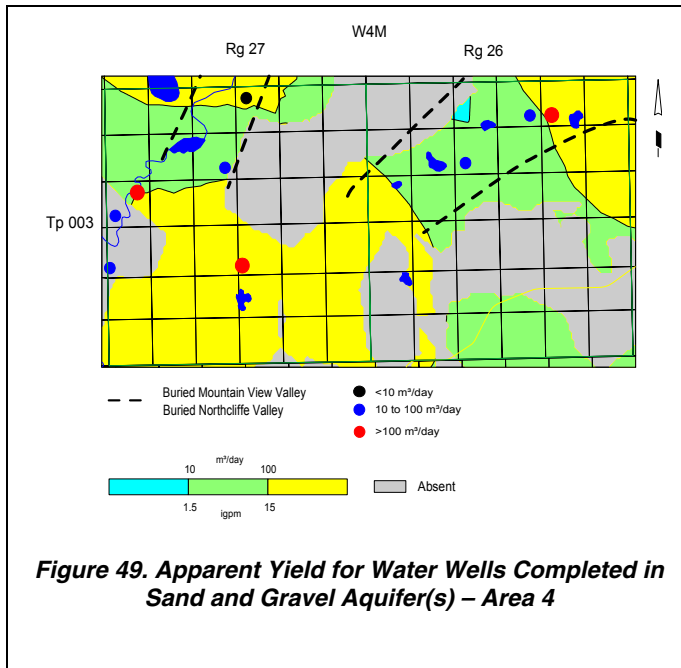 W4M
Rg 27
Rg 26
Tp 003
Buried Mountain View Valley
Buried Northcliffe Valley
<10 m³/day
10 to 100 m³/day
>100 m³/day
m³/day
10
100
1.5
igpm
15
Absent
Figure 49. Apparent Yield for Water Wells Completed in
Sand and Gravel Aquifer(s) – Area 4